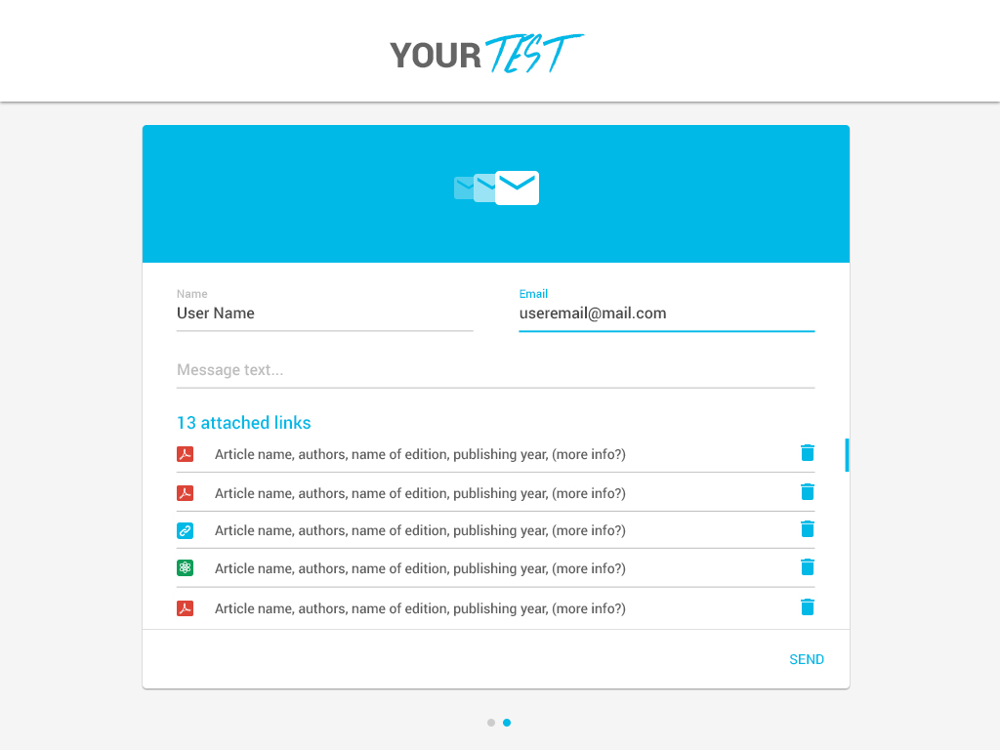 YOUR TEST
Name
User Name
Email
useremail@mail.com
Message text...
13 attached links
Article name, authors, name of edition, publishing year, (more info?)
Article name, authors, name of edition, publishing year, (more info?)
Article name, authors, name of edition, publishing year, (more info?)
Article name, authors, name of edition, publishing year, (more info?)
Article name, authors, name of edition, publishing year, (more info?)
SEND